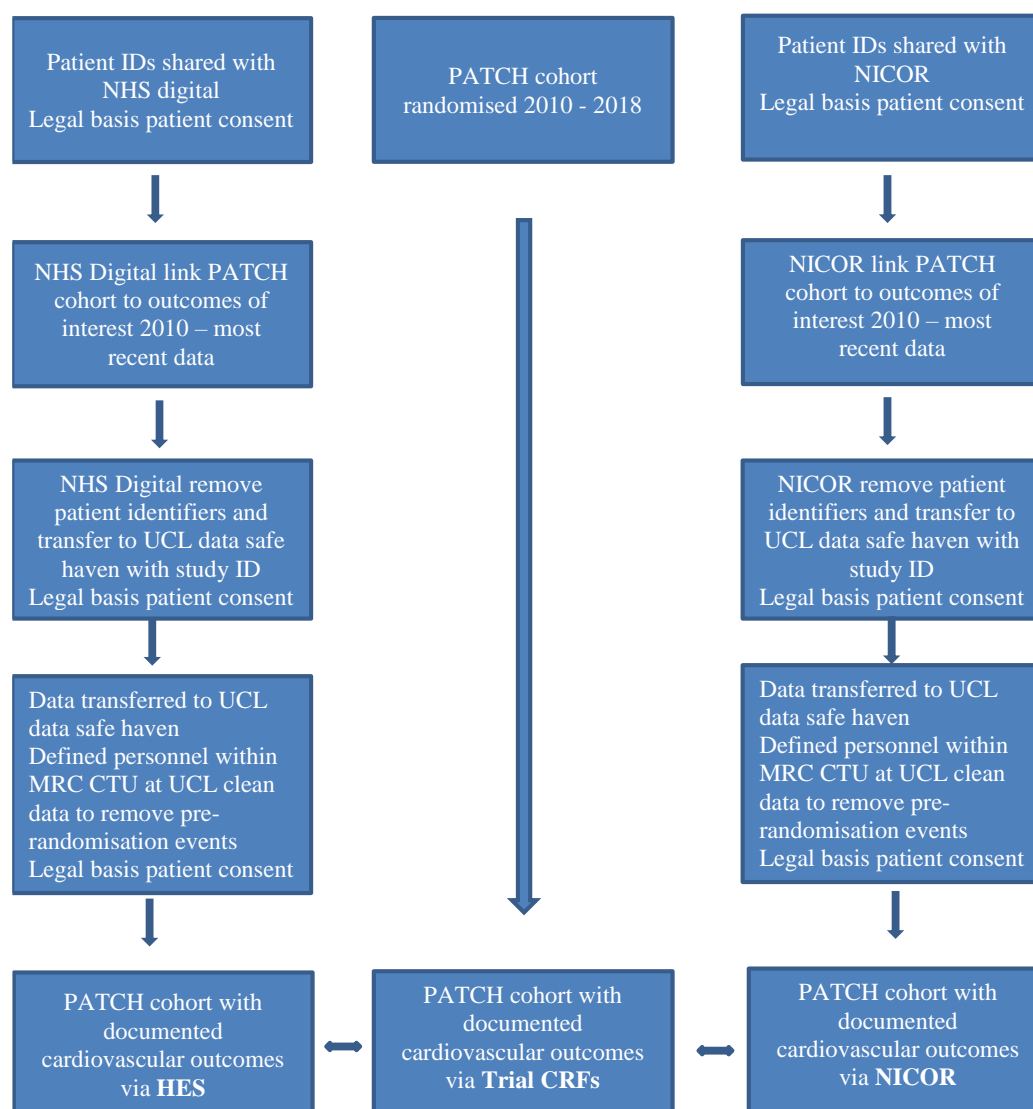 Patient IDs shared with
NHS digital
Legal basis patient consent
PATCH cohort
randomised 2010 - 2018
Patient IDs shared with
NICOR
Legal basis patient consent
NHS Digital link PATCH
cohort to outcomes of
interest 2010 – most
recent data
NICOR link PATCH
cohort to outcomes of
interest 2010 – most
recent data
NHS Digital remove
patient identifiers and
transfer to UCL data safe
haven with study ID
Legal basis patient consent
NICOR remove patient
identifiers and transfer to
UCL data safe haven with
study ID
Legal basis patient consent
Data transferred to UCL
data safe haven
Defined personnel within
MRC CTU at UCL clean
data to remove pre-
randomisation events
Legal basis patient consent
Data transferred to UCL
data safe haven
Defined personnel within
MRC CTU at UCL clean
data to remove pre-
randomisation events
Legal basis patient consent
PATCH cohort with
documented
cardiovascular outcomes
via HES
PATCH cohort with
documented
cardiovascular outcomes
via Trial CRFs
PATCH cohort with
documented
cardiovascular outcomes
via NICOR